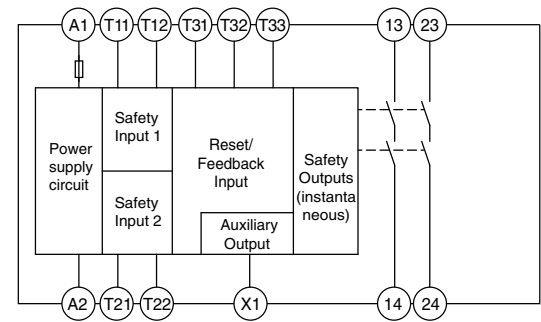 A1 T11 T12 T31 T32 T33 13 23
Power
supply
circuit
Safety
Input 1
Safety
Input 2
Reset/
Feedback
Input
Auxiliary
Output
Safety
Outputs
(instanta
neous)
A2 T21 T22 X1 14 24